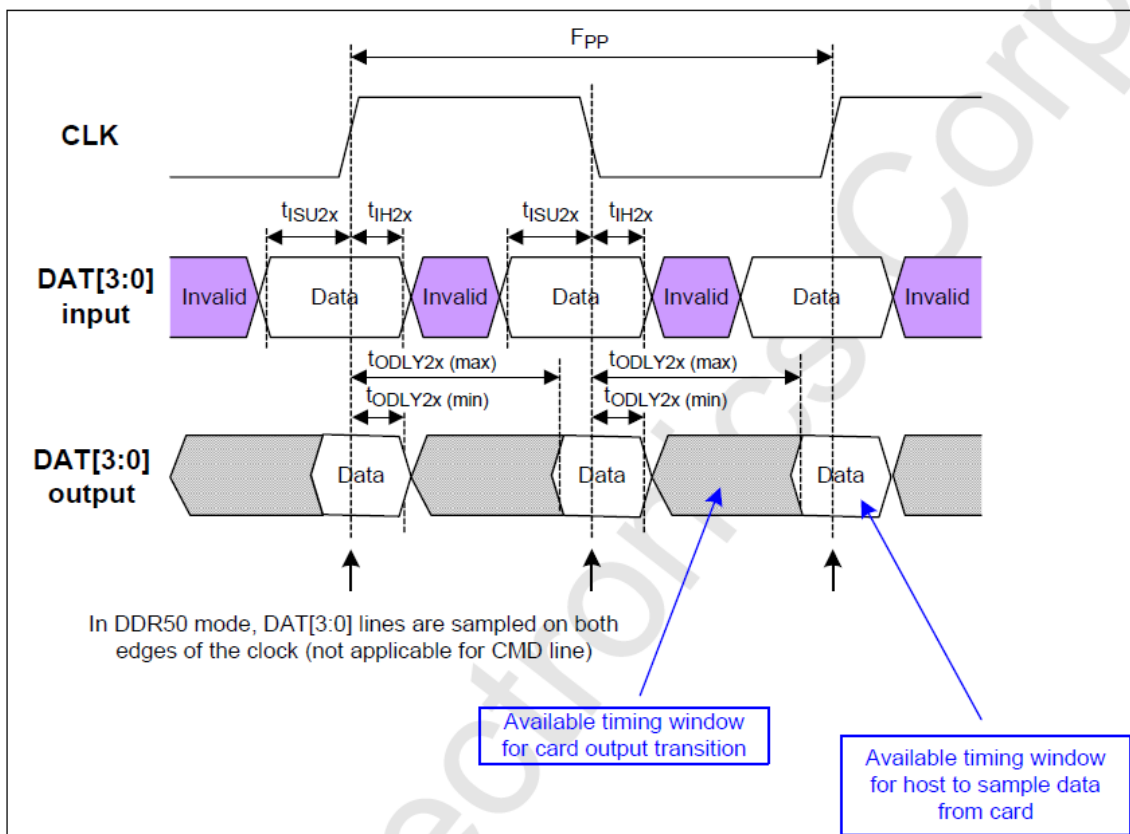 FPP
CLK
tISU2x tIH2x tISU2x tIH2x
DAT[3:0]
input
Invalid Data Invalid Data Invalid Data Invalid
tODLY2x (max) tODLY2x (max)
tODLY2x (min) tODLY2x (min)
DAT[3:0]
output
Data Data Data
In DDR50 mode, DAT[3:0] lines are sampled on both
edges of the clock (not applicable for CMD line)
Available timing window
for card output transition
Available timing window
for host to sample data
from card
ectronics Corp